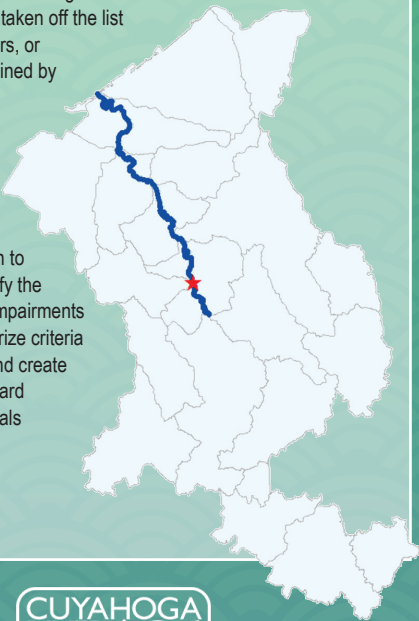 taken off the list
rs, or
ined by
n to
fy the
mpairments
rize criteria
nd create
ard
als
CUYAHOGA